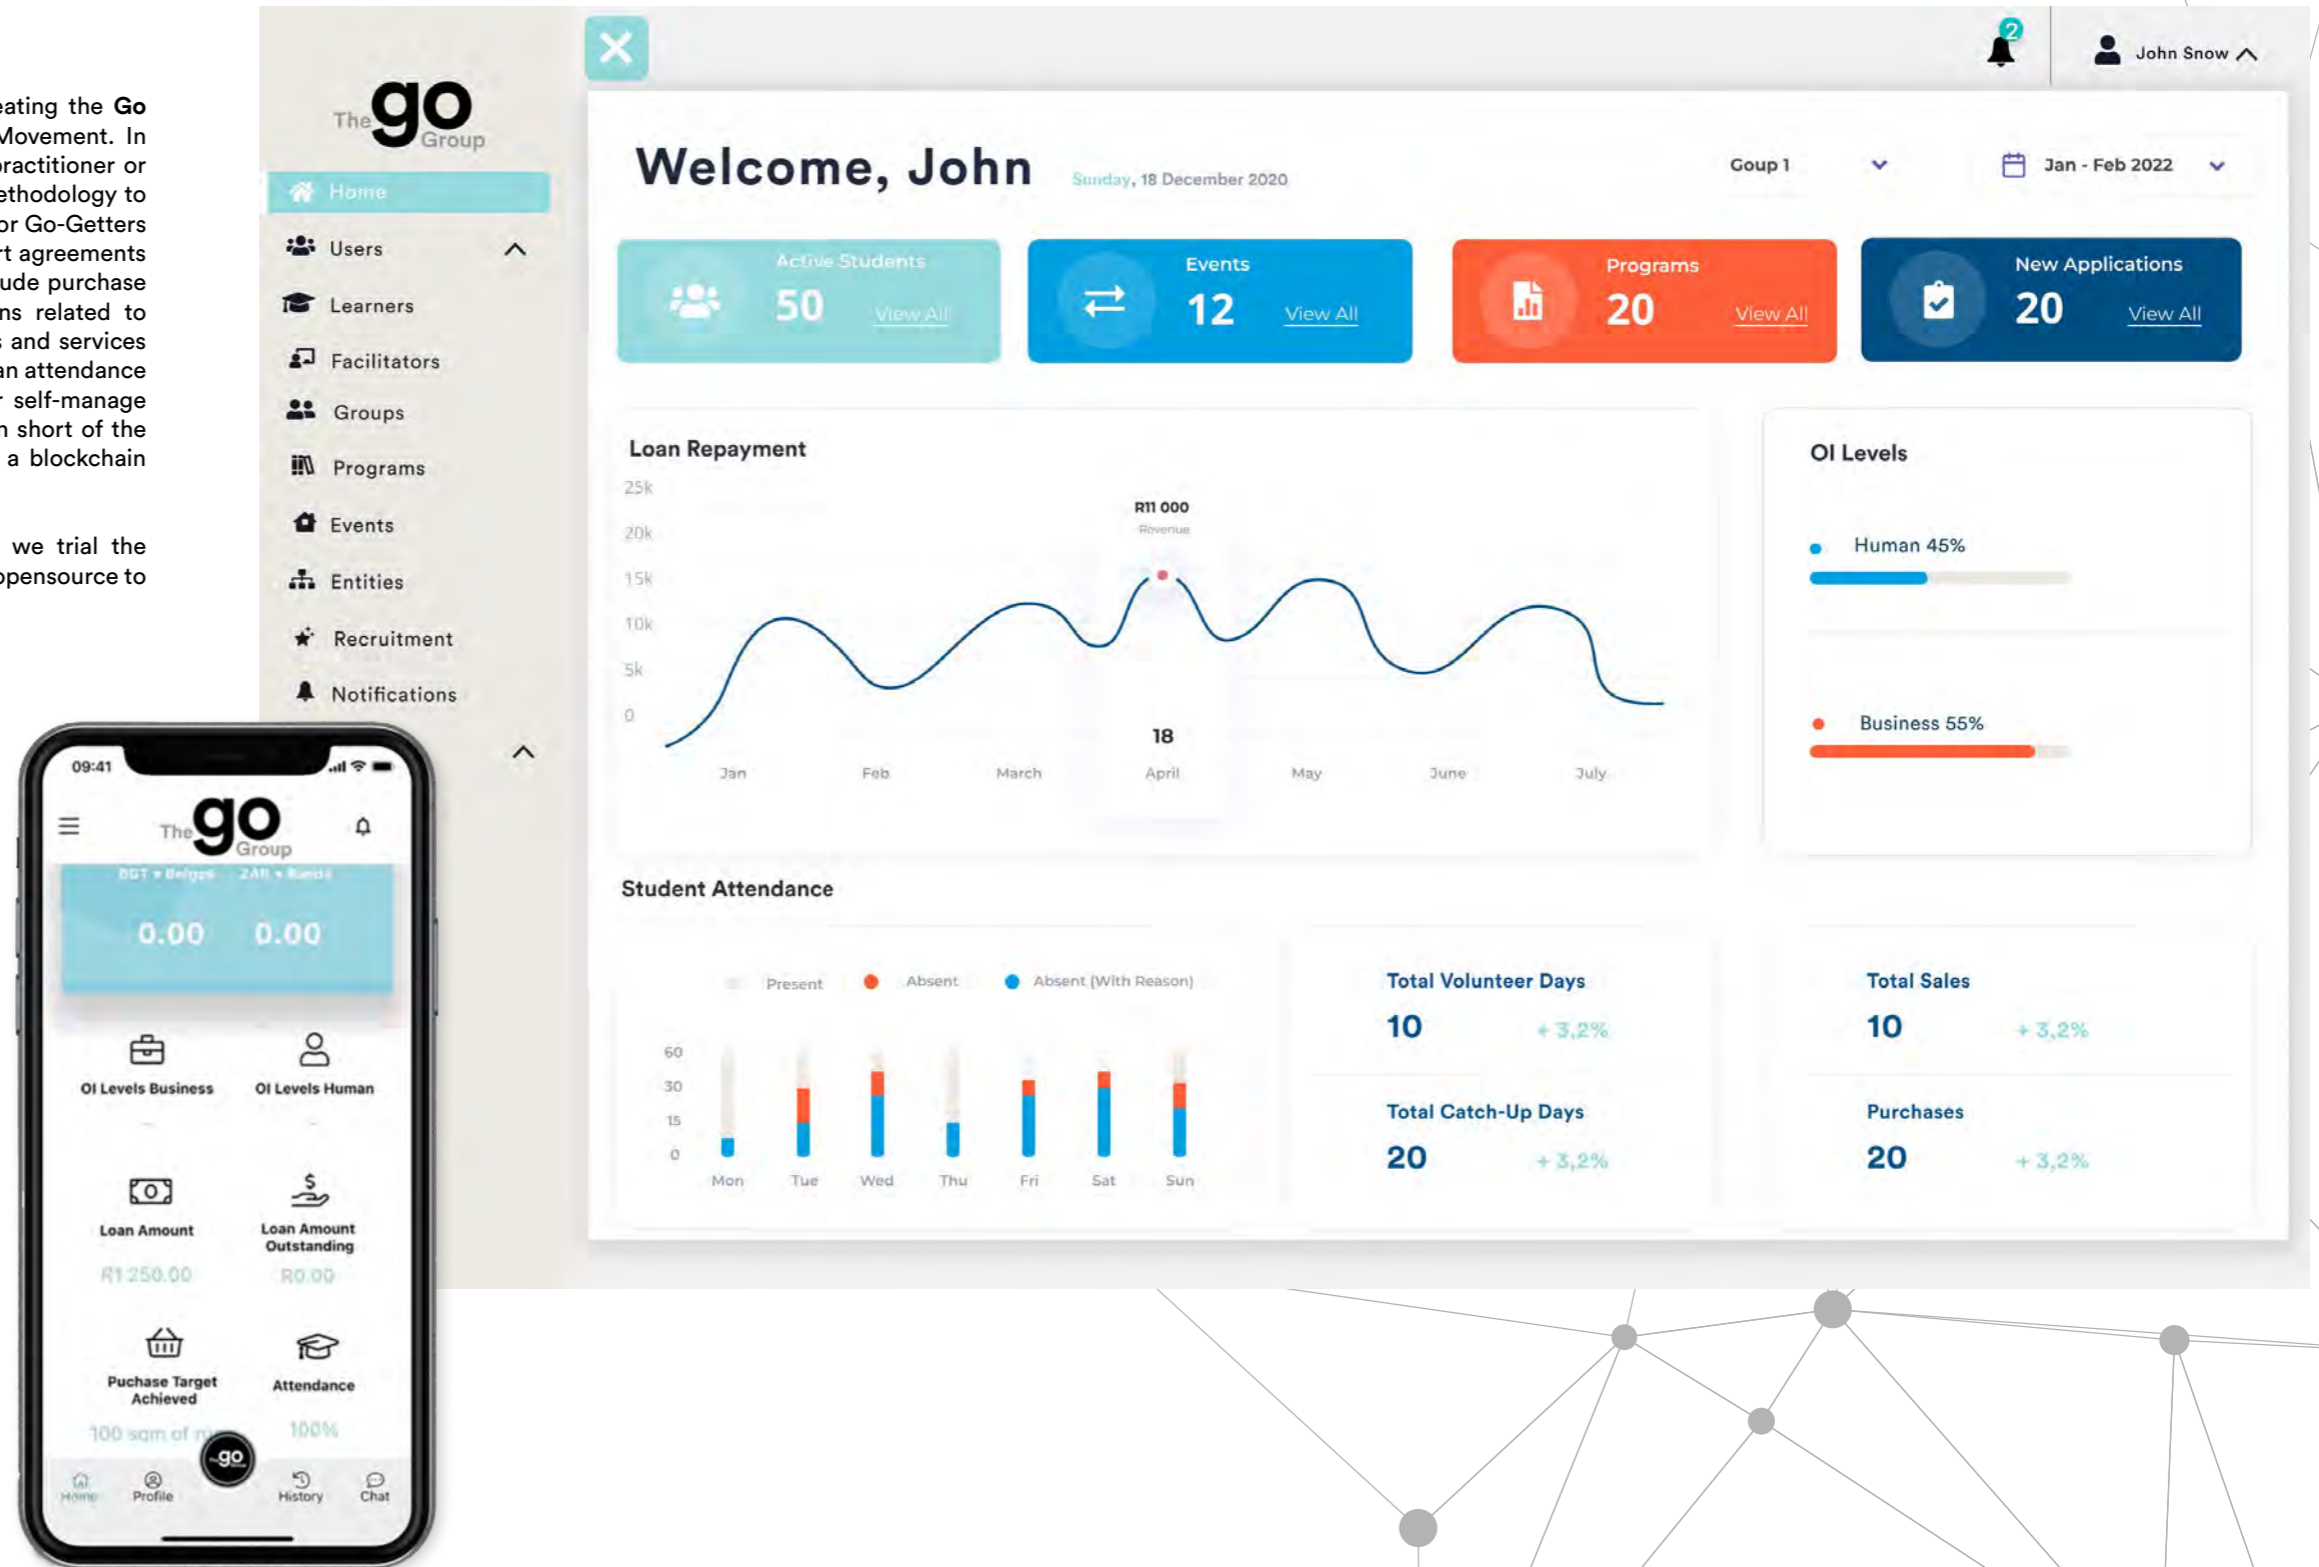 eating the Go
Movement. In
practitioner or
ethodology to
or Go-Getters
rt agreements
ude purchase
ns related to
s and services
an attendance
r self-manage
n short of the
a blockchain
we trial the
opensource to
The go Group
Home
Users
Learners
Facilitators
Groups
Programs
Events
Entities
Recruitment
Notifications
2
John Snow
Welcome, John
Sunday, 18 December 2020
Goup 1
Jan - Feb 2022
Active Students
50
View All
Events
12
View All
Programs
20
View All
New Applications
20
View All
Loan Repayment
25k
20k
15k
10k
5k
0
R11 000
Revenue
18
Jan
Feb
March
April
May
June
July
OI Levels
Human 45%
Business 55%
Student Attendance
Present
Absent
Absent (With Reason)
60
30
15
0
Mon
Tue
Wed
Thu
Fri
Sat
Sun
Total Volunteer Days
10
+ 3,2%
Total Catch-Up Days
20
+ 3,2%
Total Sales
10
+ 3,2%
Purchases
20
+ 3,2%
09:41
The go Group
ZAR • Rands
0.00
0.00
OI Levels Business
OI Levels Human
Loan Amount
R1 250.00
Loan Amount
Outstanding
R0.00
Puchase Target
Achieved
100 sqm of
Attendance
100%
go
Home
Profile
History
Chat